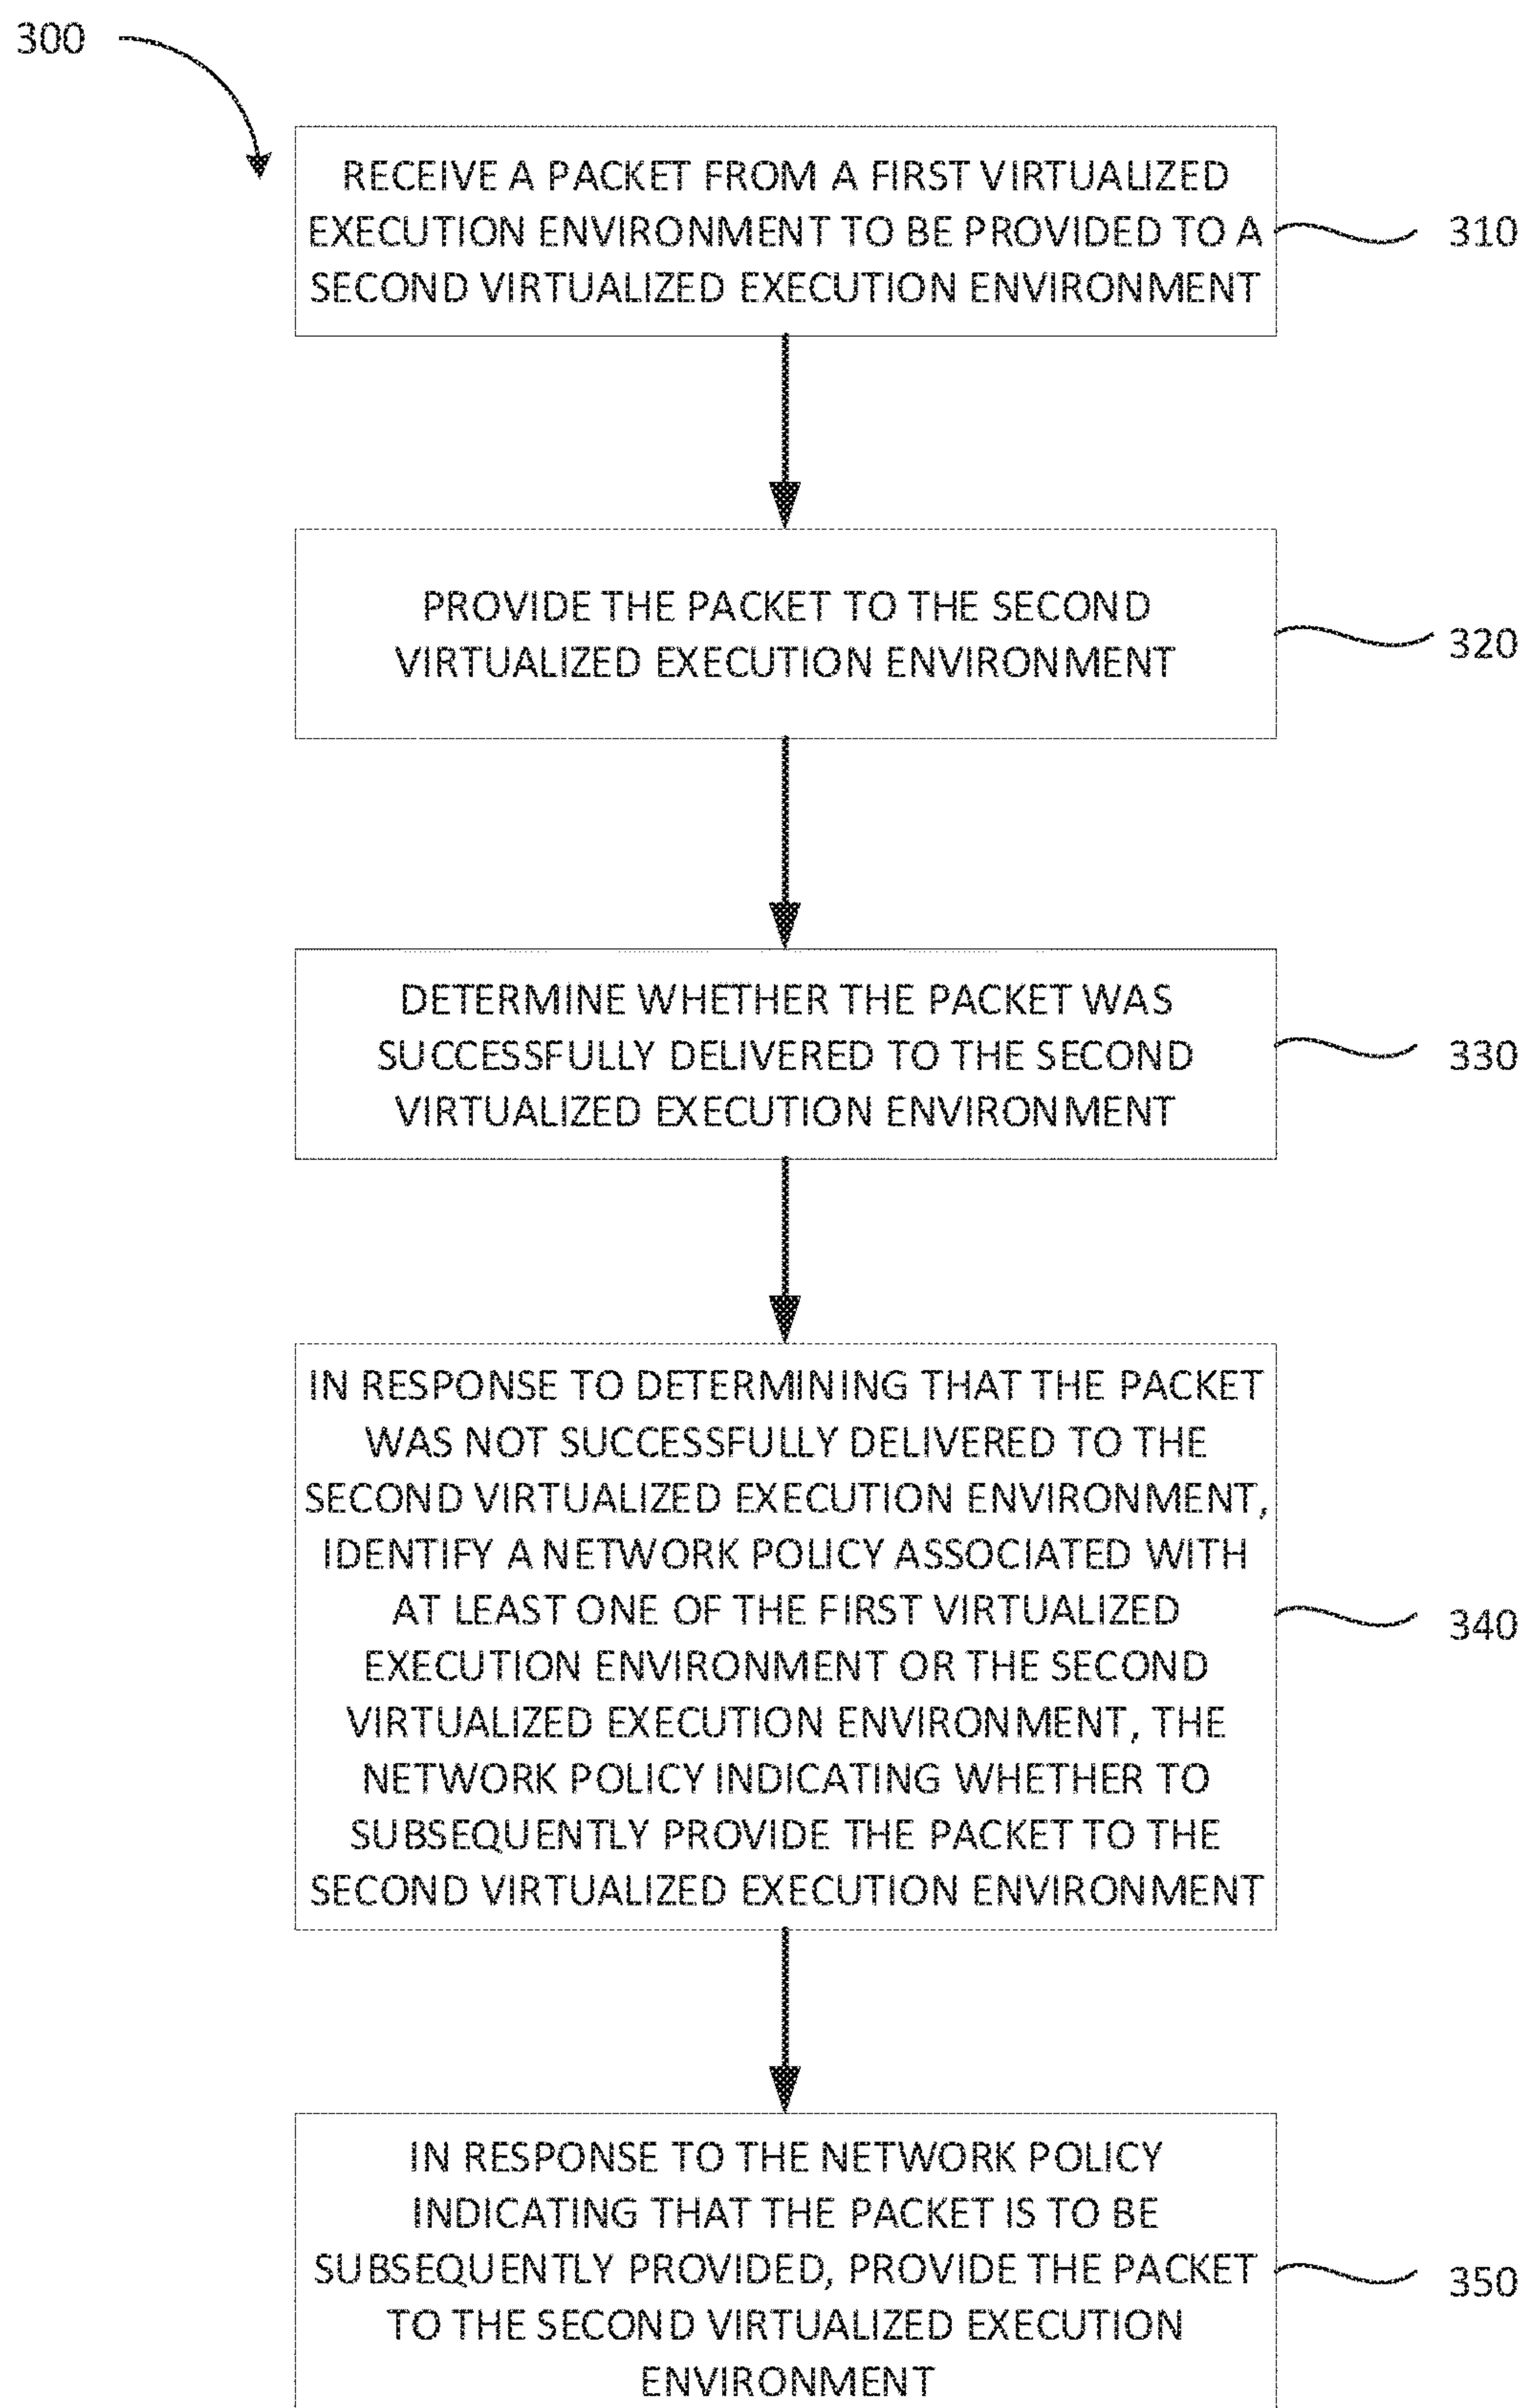 300
RECEIVE A PACKET FROM A FIRST VIRTUALIZED
EXECUTION ENVIRONMENT TO BE PROVIDED TO A
SECOND VIRTUALIZED EXECUTION ENVIRONMENT
310
PROVIDE THE PACKET TO THE SECOND
VIRTUALIZED EXECUTION ENVIRONMENT
320
DETERMINE WHETHER THE PACKET WAS
SUCCESSFULLY DELIVERED TO THE SECOND
VIRTUALIZED EXECUTION ENVIRONMENT
330
IN RESPONSE TO DETERMINING THAT THE PACKET
WAS NOT SUCCESSFULLY DELIVERED TO THE
SECOND VIRTUALIZED EXECUTION ENVIRONMENT,
IDENTIFY A NETWORK POLICY ASSOCIATED WITH
AT LEAST ONE OF THE FIRST VIRTUALIZED
EXECUTION ENVIRONMENT OR THE SECOND
VIRTUALIZED EXECUTION ENVIRONMENT, THE
NETWORK POLICY INDICATING WHETHER TO
SUBSEQUENTLY PROVIDE THE PACKET TO THE
SECOND VIRTUALIZED EXECUTION ENVIRONMENT
340
IN RESPONSE TO THE NETWORK POLICY
INDICATING THAT THE PACKET IS TO BE
SUBSEQUENTLY PROVIDED, PROVIDE THE PACKET
TO THE SECOND VIRTUALIZED EXECUTION
ENVIRONMENT
350